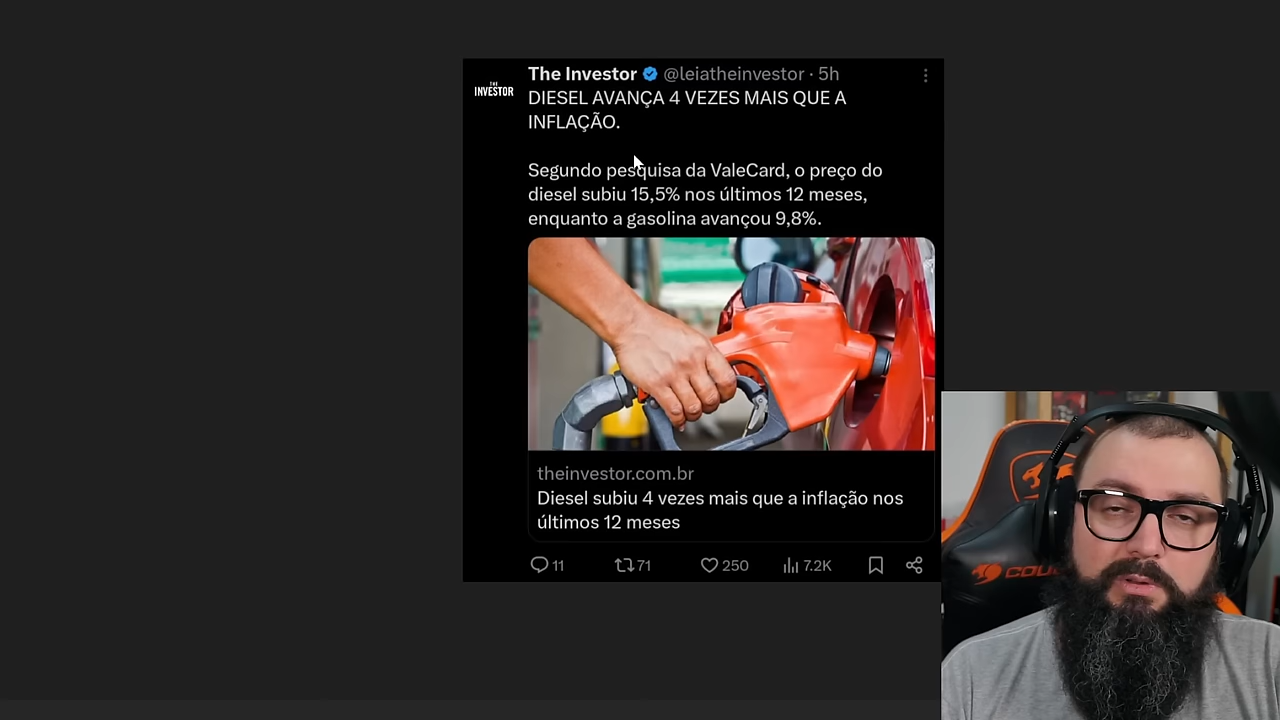 THE
INVESTOR
The Investor @leiatheinvestor · 5h
DIESEL AVANÇA 4 VEZES MAIS QUE A
INFLAÇÃO.
Segundo pesquisa da ValeCard, o preço do
diesel subiu 15,5% nos últimos 12 meses,
enquanto a gasolina avançou 9,8%.
theinvestor.com.br
Diesel subiu 4 vezes mais que a inflação nos
últimos 12 meses
11 71 250 7.2K